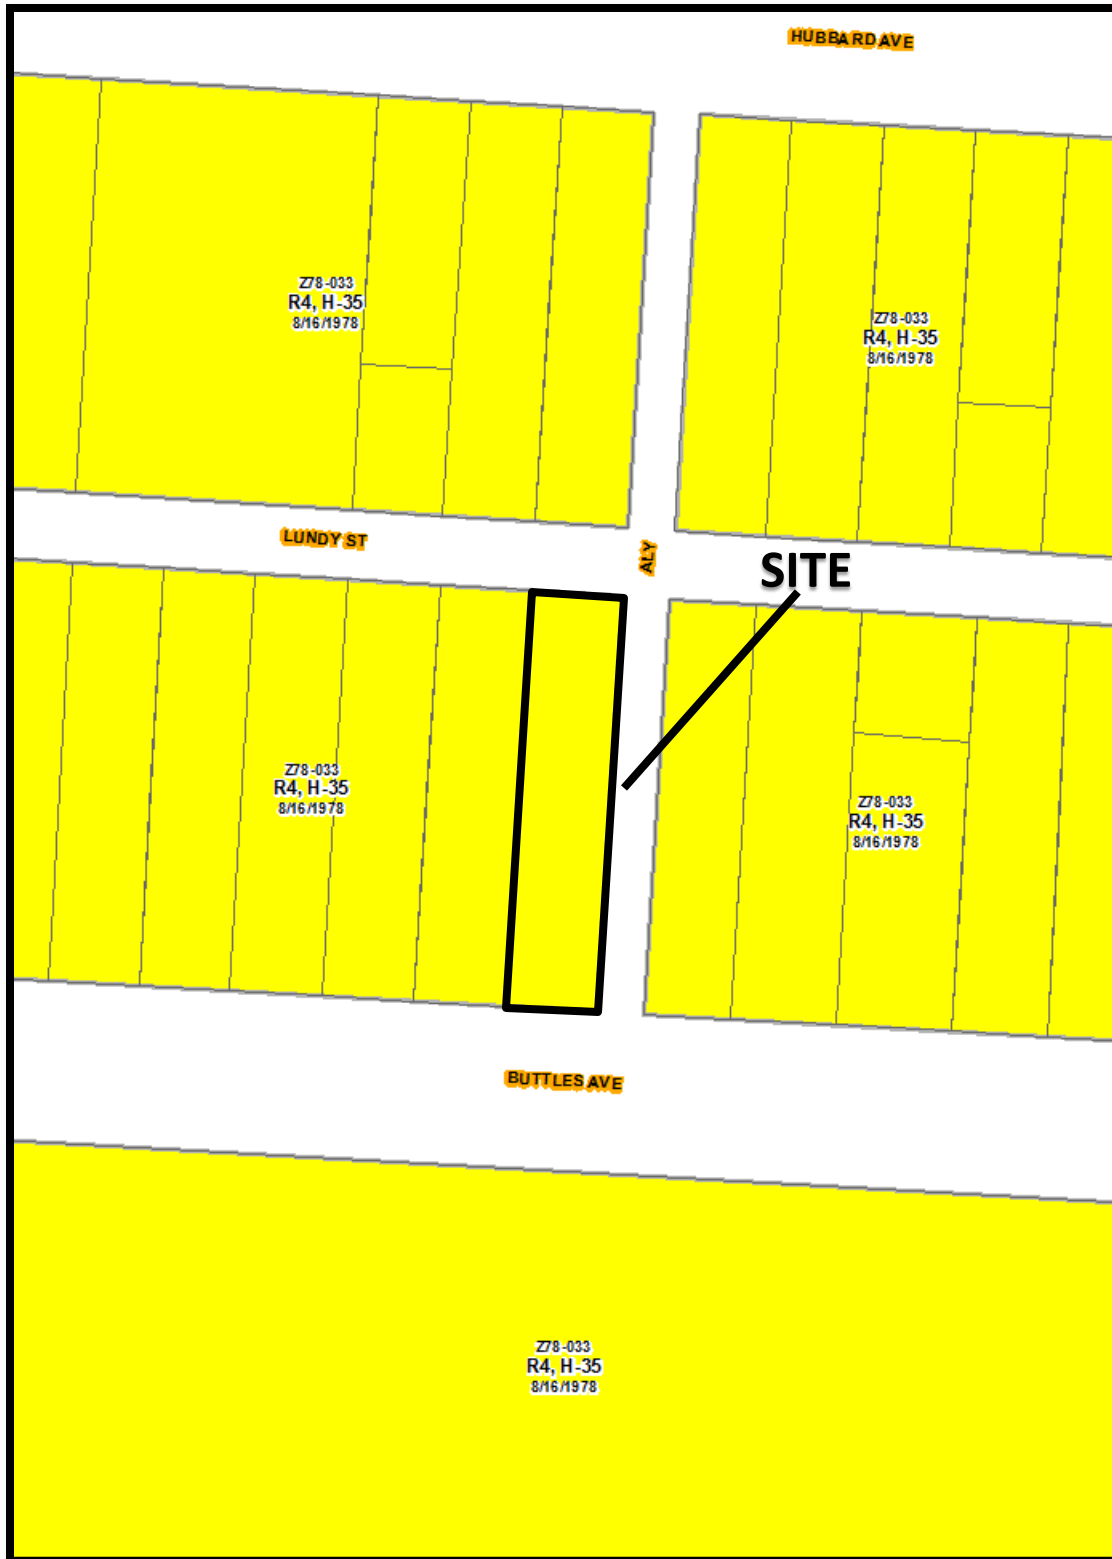 HUBBARD AVE
Z78-033
R4, H-35
8/16/1978
Z78-033
R4, H-35
8/16/1978
LUNDY ST
ALY
SITE
Z78-033
R4, H-35
8/16/1978
Z78-033
R4, H-35
8/16/1978
BUTTLES AVE
Z78-033
R4, H-35
8/16/1978